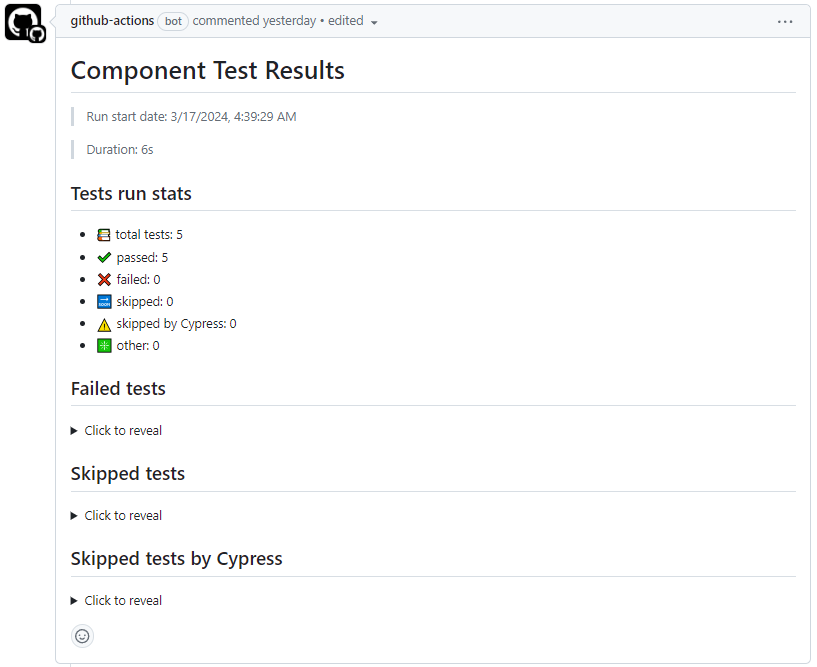 github-actions bot commented yesterday • edited
Component Test Results
Run start date: 3/17/2024, 4:39:29 AM
Duration: 6s
Tests run stats
total tests: 5
passed: 5
failed: 0
skipped: 0
skipped by Cypress: 0
other: 0
Failed tests
Click to reveal
Skipped tests
Click to reveal
Skipped tests by Cypress
Click to reveal